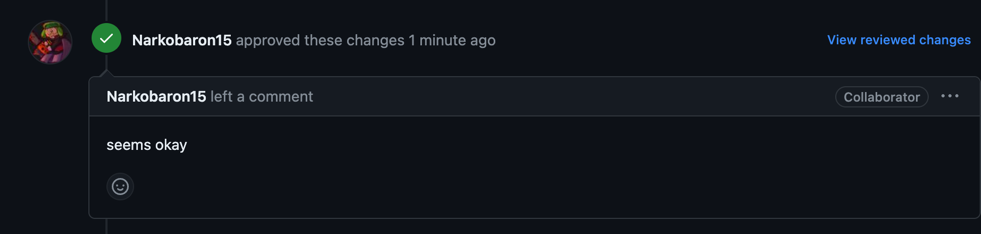 Narkobaron15 approved these changes 1 minute ago
View reviewed changes
Narkobaron15 left a comment
Collaborator
seems okay